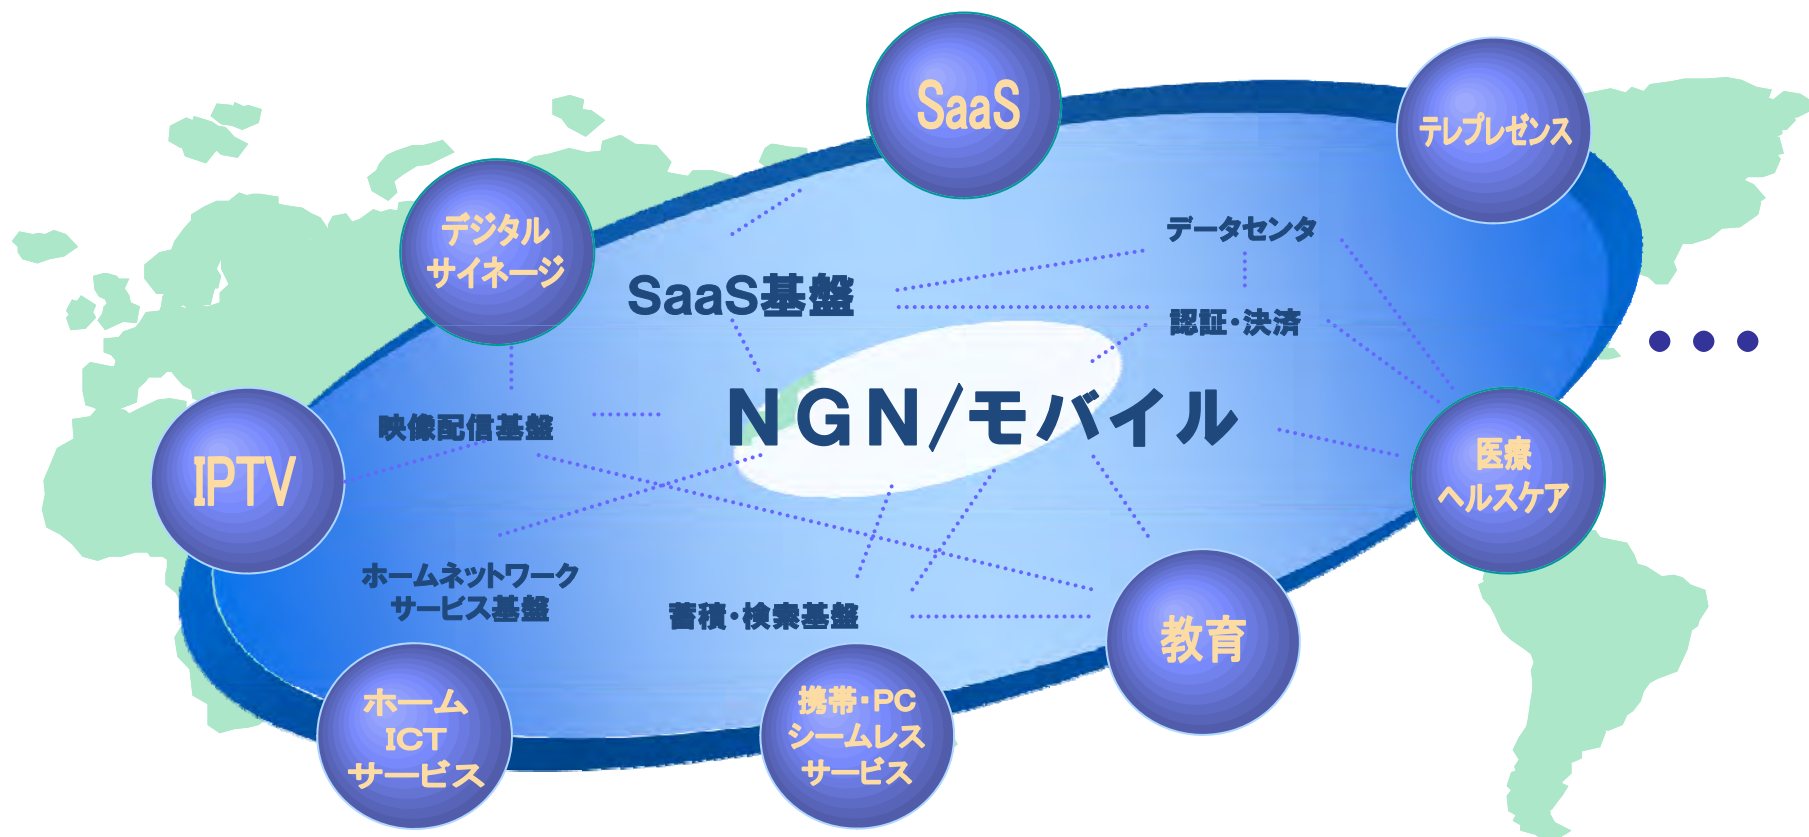 SaaS
テレプレゼンス
デジタル
サイネージ
データセンタ
SaaS基盤
認証・決済
・・・
NGN/モバイル
映像配信基盤
IPTV
医療
ヘルスケア
ホームネットワーク
サービス基盤
蓄積・検索基盤
教育
ホーム
ICT
サービス
携帯・PC
シームレス
サービス